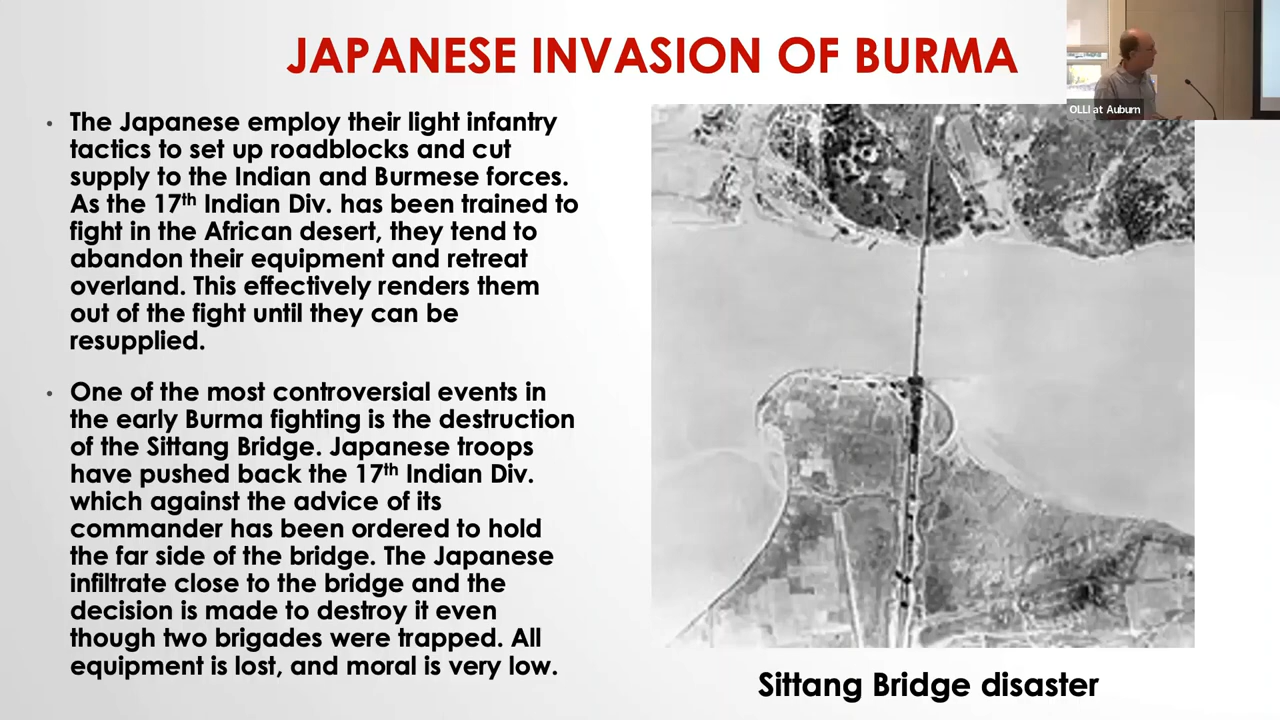 JAPANESE INVASION OF BURMA
OLLI at Auburn
• The Japanese employ their light infantry
tactics to set up roadblocks and cut
supply to the Indian and Burmese forces.
As the 17th Indian Div. has been trained to
fight in the African desert, they tend to
abandon their equipment and retreat
overland. This effectively renders them
out of the fight until they can be
resupplied.
• One of the most controversial events in
the early Burma fighting is the destruction
of the Sittang Bridge. Japanese troops
have pushed back the 17th Indian Div.
which against the advice of its
commander has been ordered to hold
the far side of the bridge. The Japanese
infiltrate close to the bridge and the
decision is made to destroy it even
though two brigades were trapped. All
equipment is lost, and moral is very low.
Sittang Bridge disaster